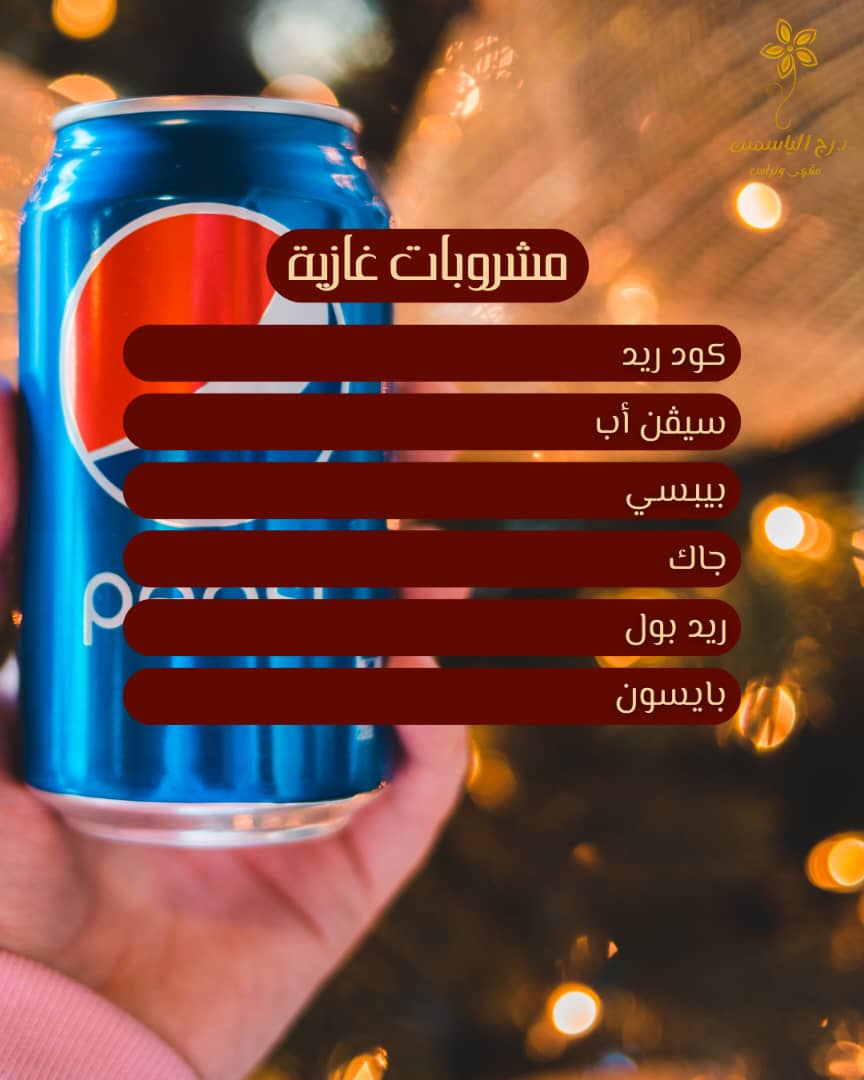 درج الياسمين
مقهى وتراس
مشروبات غازية
كود ريد
سيڤن أب
بيبسي
جاك
ريد بول
بايسون